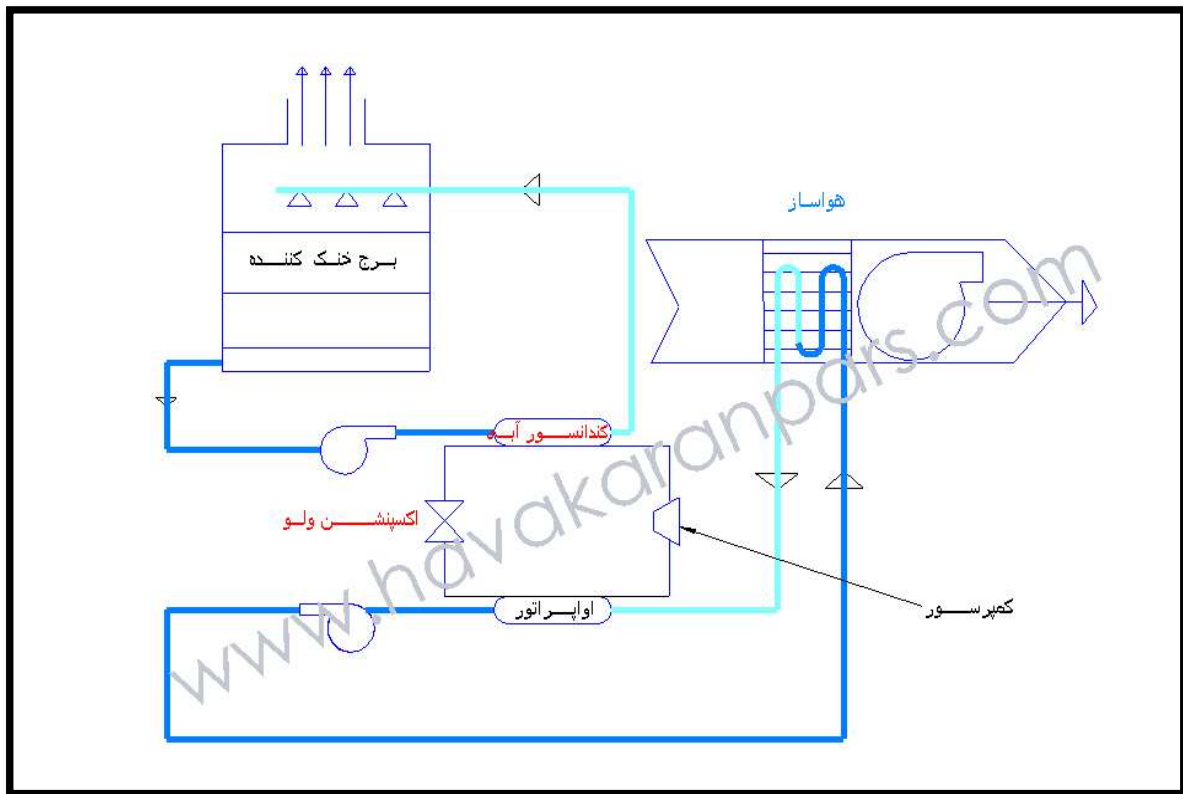 هواساز
برج خنک کننده
کندانسور آبی
اکسپنشن ولو
اواپراتور
کمپرسور
www.havakaranpars.com